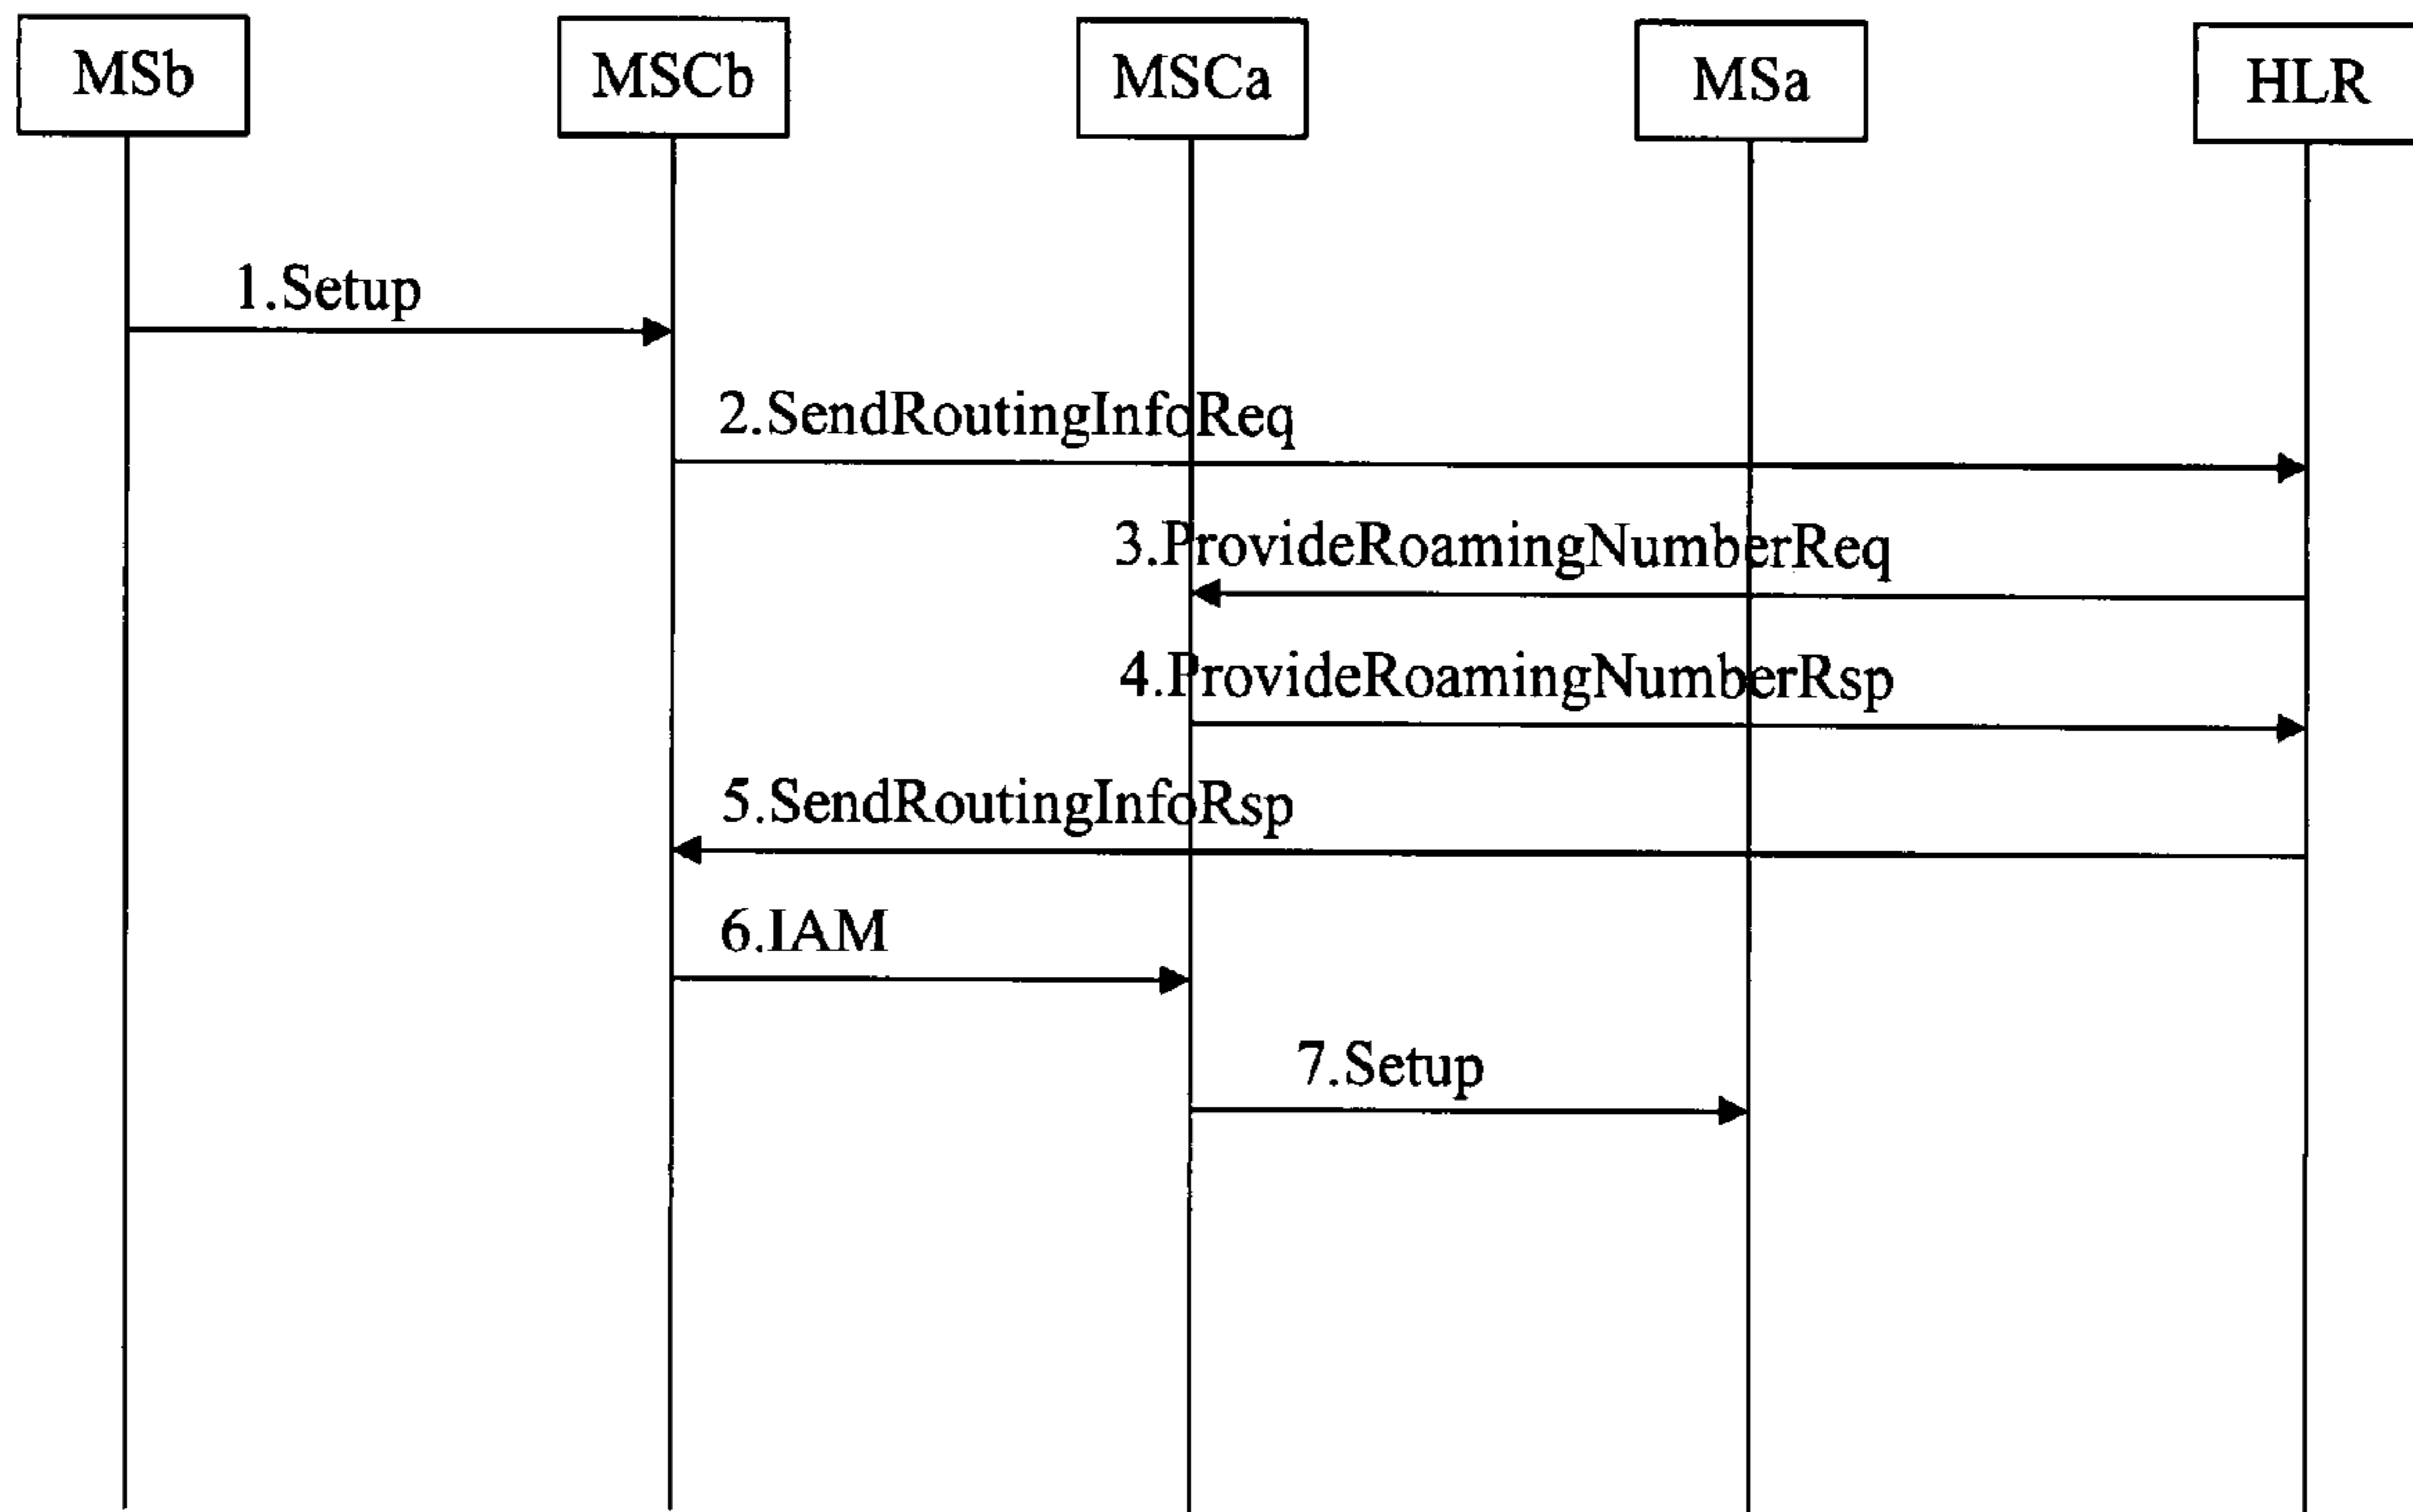 MSb
MSCb
MSCa
MSa
HLR
1.Setup
2.SendRoutingInfoReq
3.ProvideRoamingNumberReq
4.ProvideRoamingNumberRsp
5.SendRoutingInfoRsp
6.IAM
7.Setup